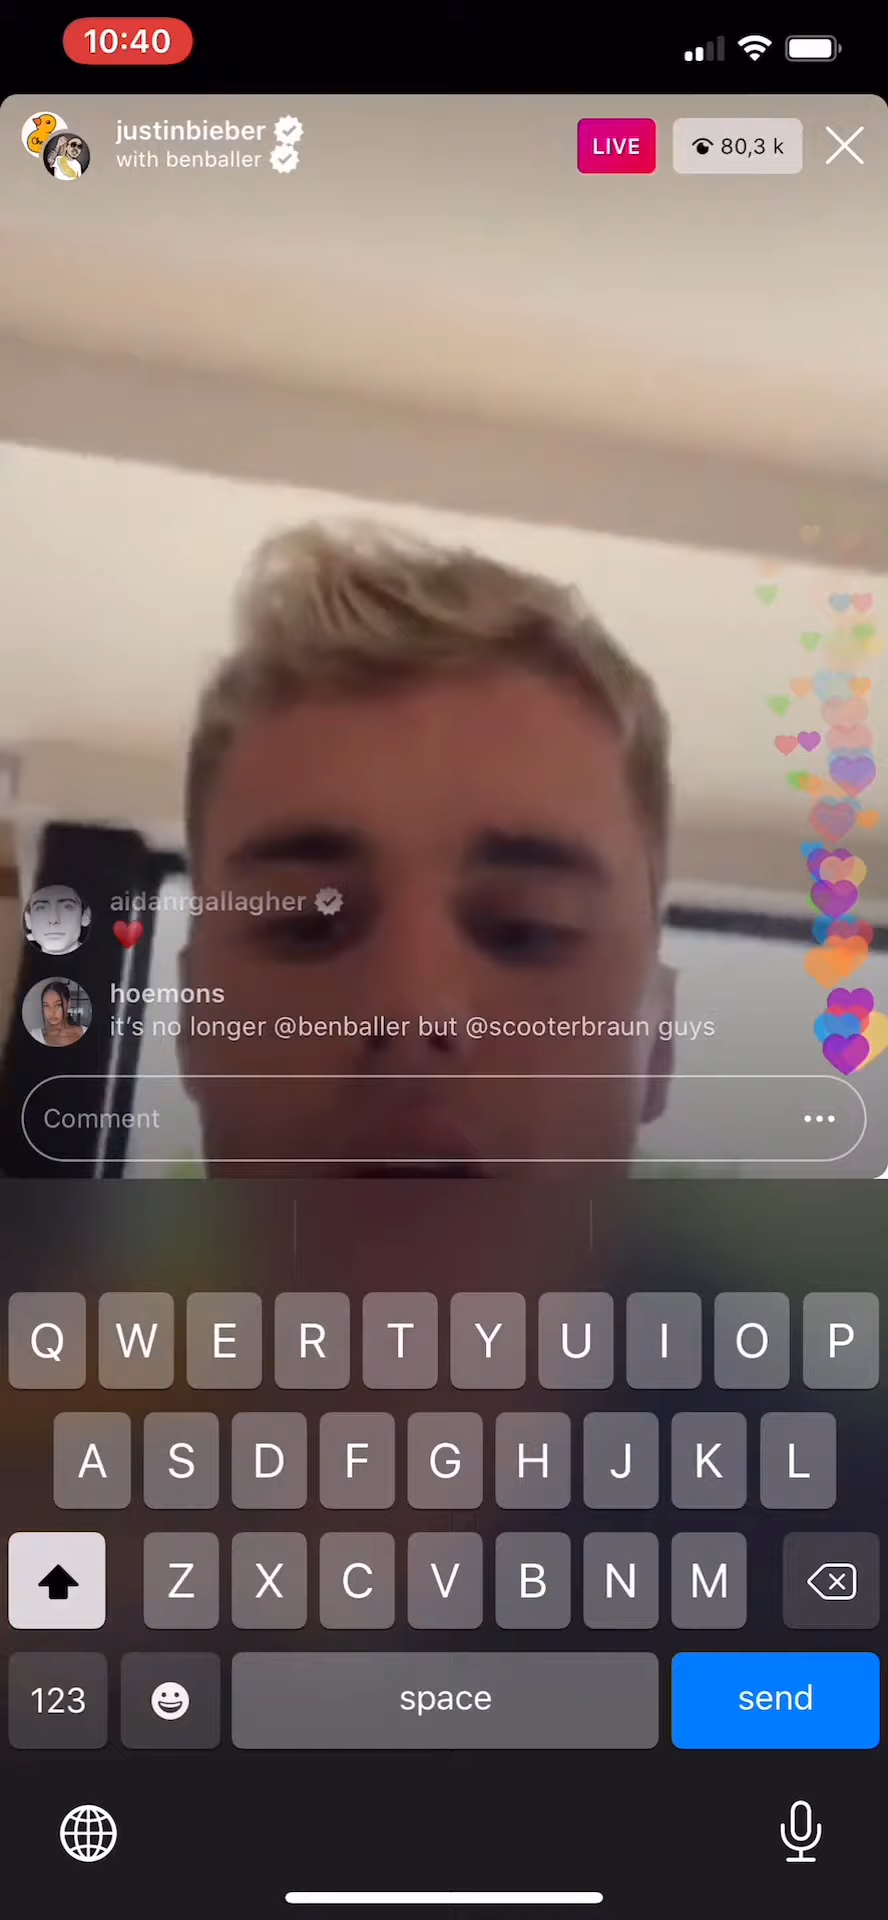 10:40
justinbieber
with benballer
LIVE
80,3 k
aidanrgallagher
hoemons
it's no longer @benballer but @scooterbraun guys
Comment
Q W E R T Y U I O P
A S D F G H J K L
Z X C V B N M
123
space
send